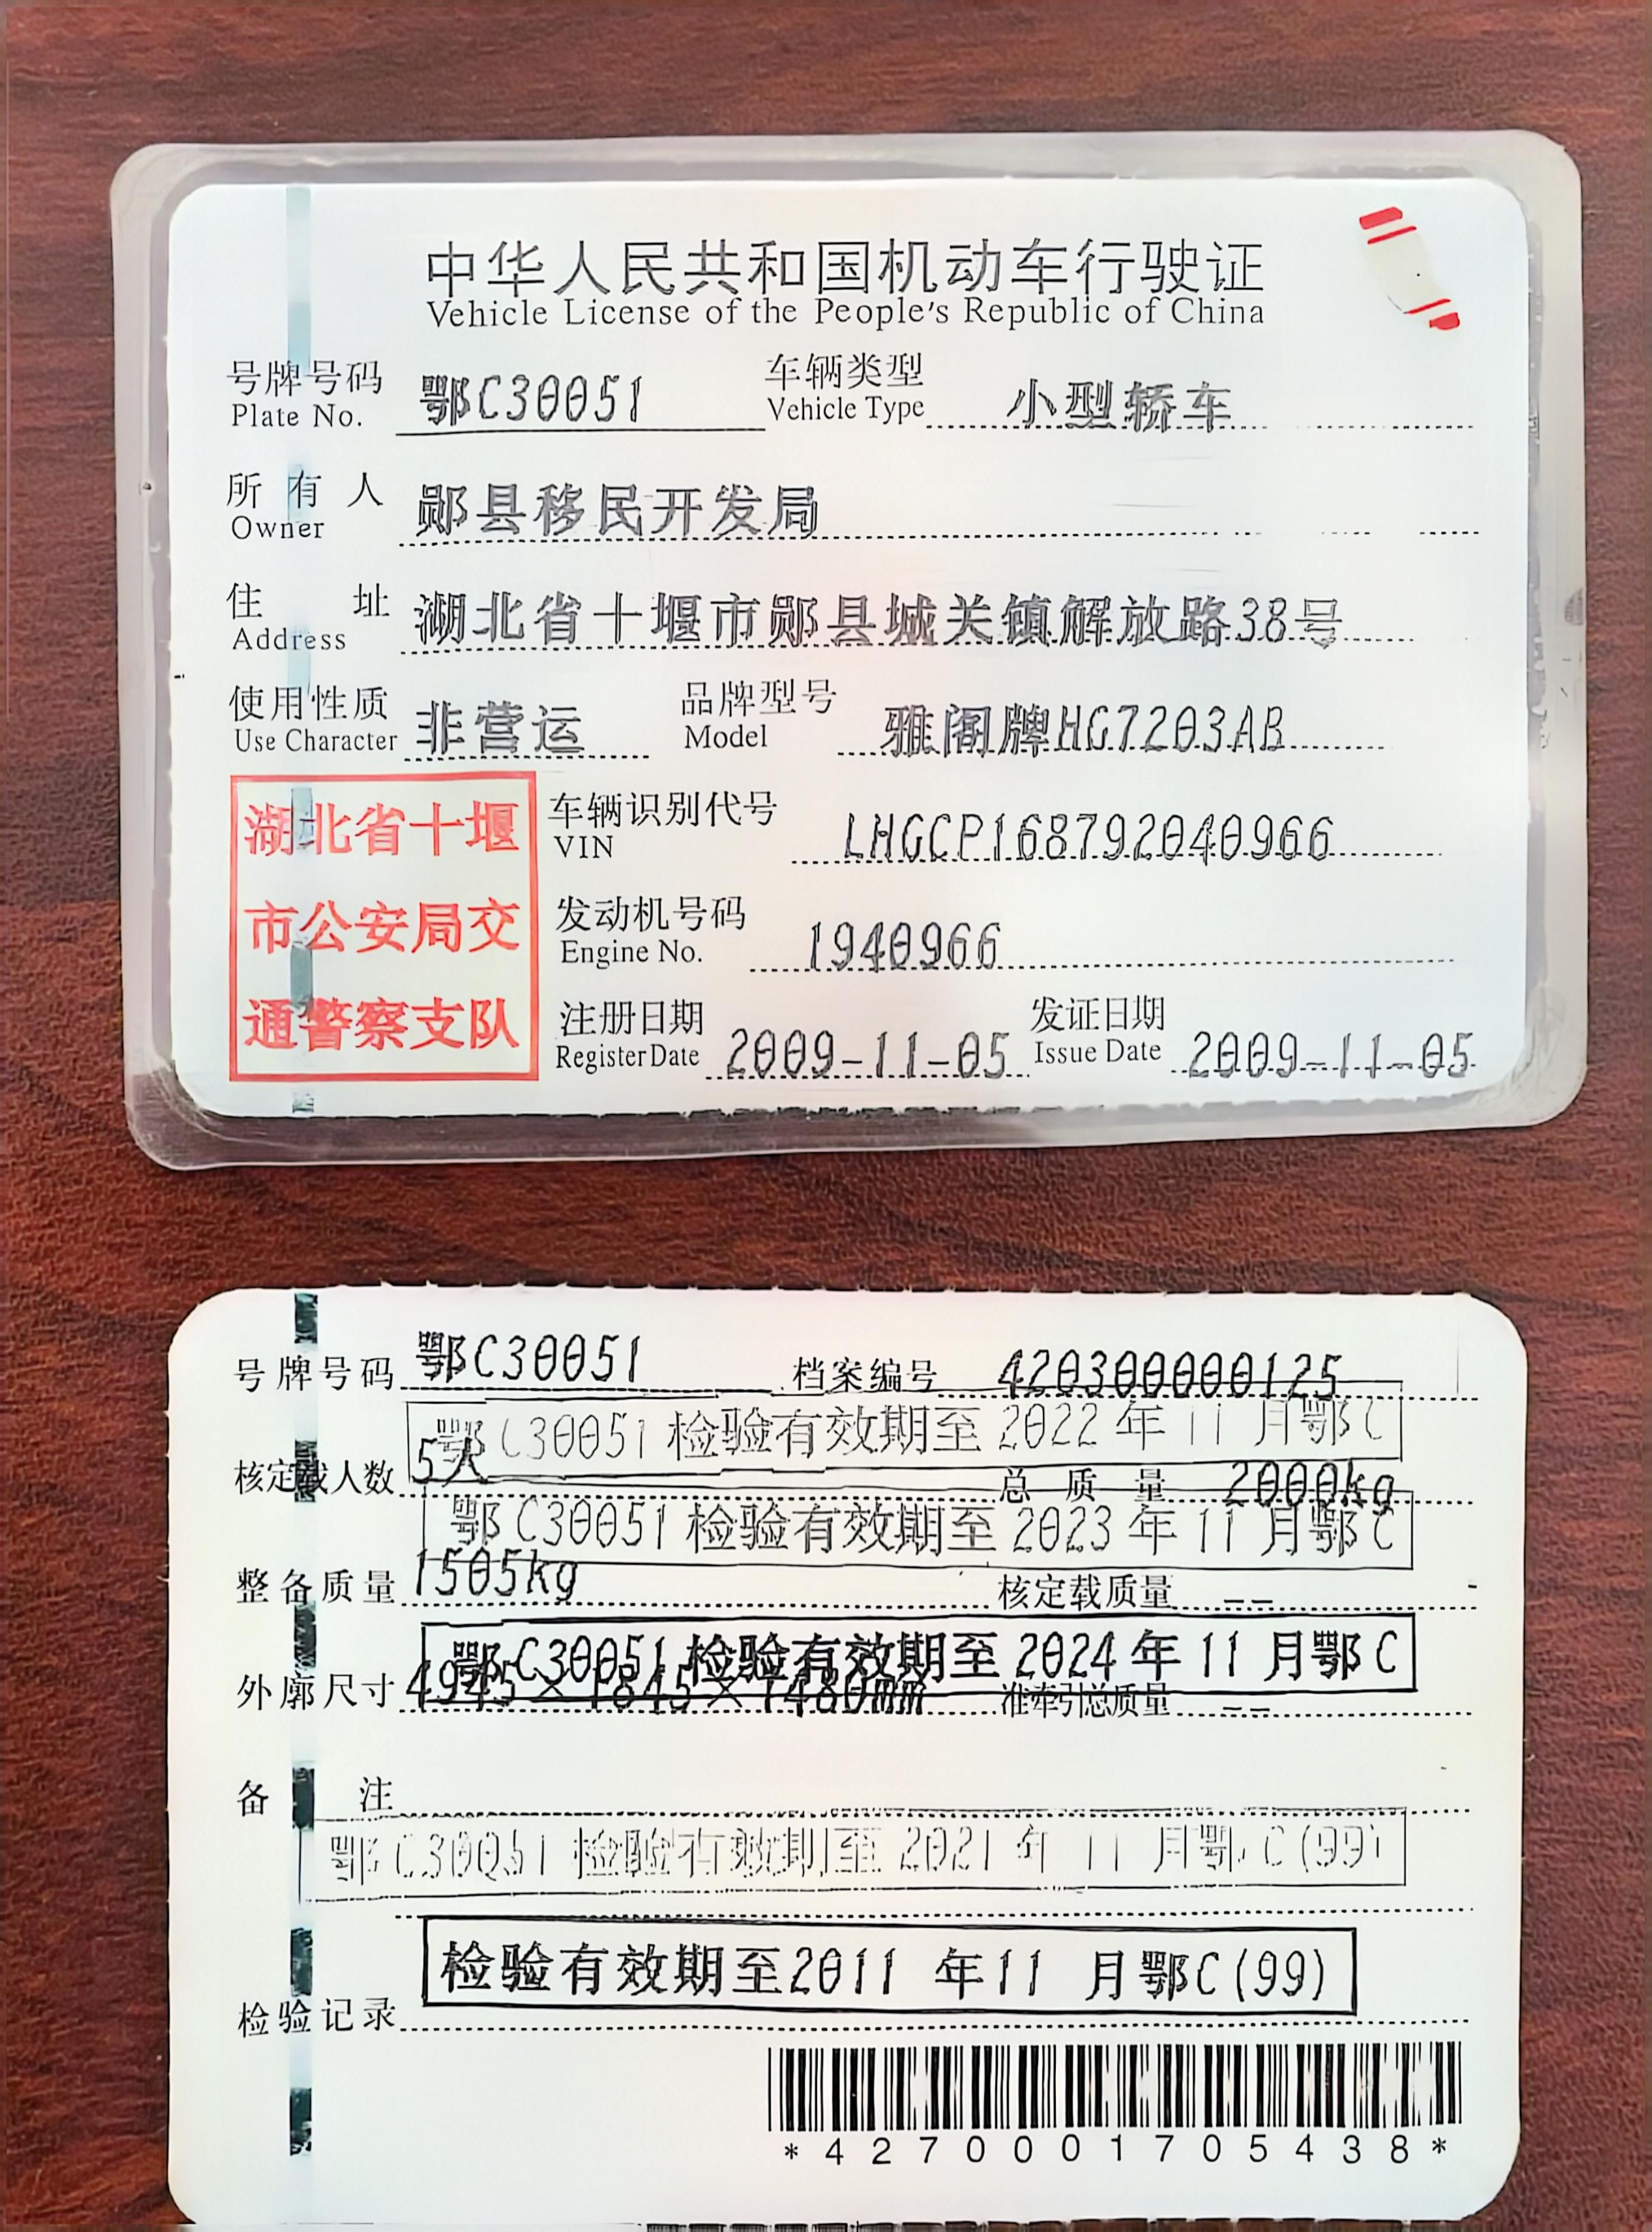 中华人民共和国机动车行驶证
Vehicle License of the People's Republic of China
号牌号码 鄂C30051 车辆类型 小型轿车
Plate No. Vehicle Type
所有人 郧县移民开发局
Owner
住址 湖北省十堰市郧县城关镇解放路38号
Address
使用性质 非营运 品牌型号 雅阁牌HG7203AB
Use Character Model
湖北省十堰
市公安局交
通警察支队
车辆识别代号 LHGCP168792040966
VIN
发动机号码 1940966
Engine No.
注册日期 2009-11-05 发证日期 2009-11-05
Register Date Issue Date
号牌号码 鄂C30051 档案编号 420300000125
鄂C30051 检验有效期至 2022 年 11 月鄂C
核定载人数 5人 总质量 2000kg
鄂C30051 检验有效期至 2023 年 11 月鄂C
整备质量 1505kg 核定载质量 --
鄂C30051 检验有效期至 2024 年 11 月鄂C
外廓尺寸 4945×1845×1480mm 准牵引总质量 --
备注
鄂C30051 检验有效期至 2021 年 11 月鄂C(99)
检验有效期至2011 年11 月鄂C(99)
检验记录
*4270001705438*